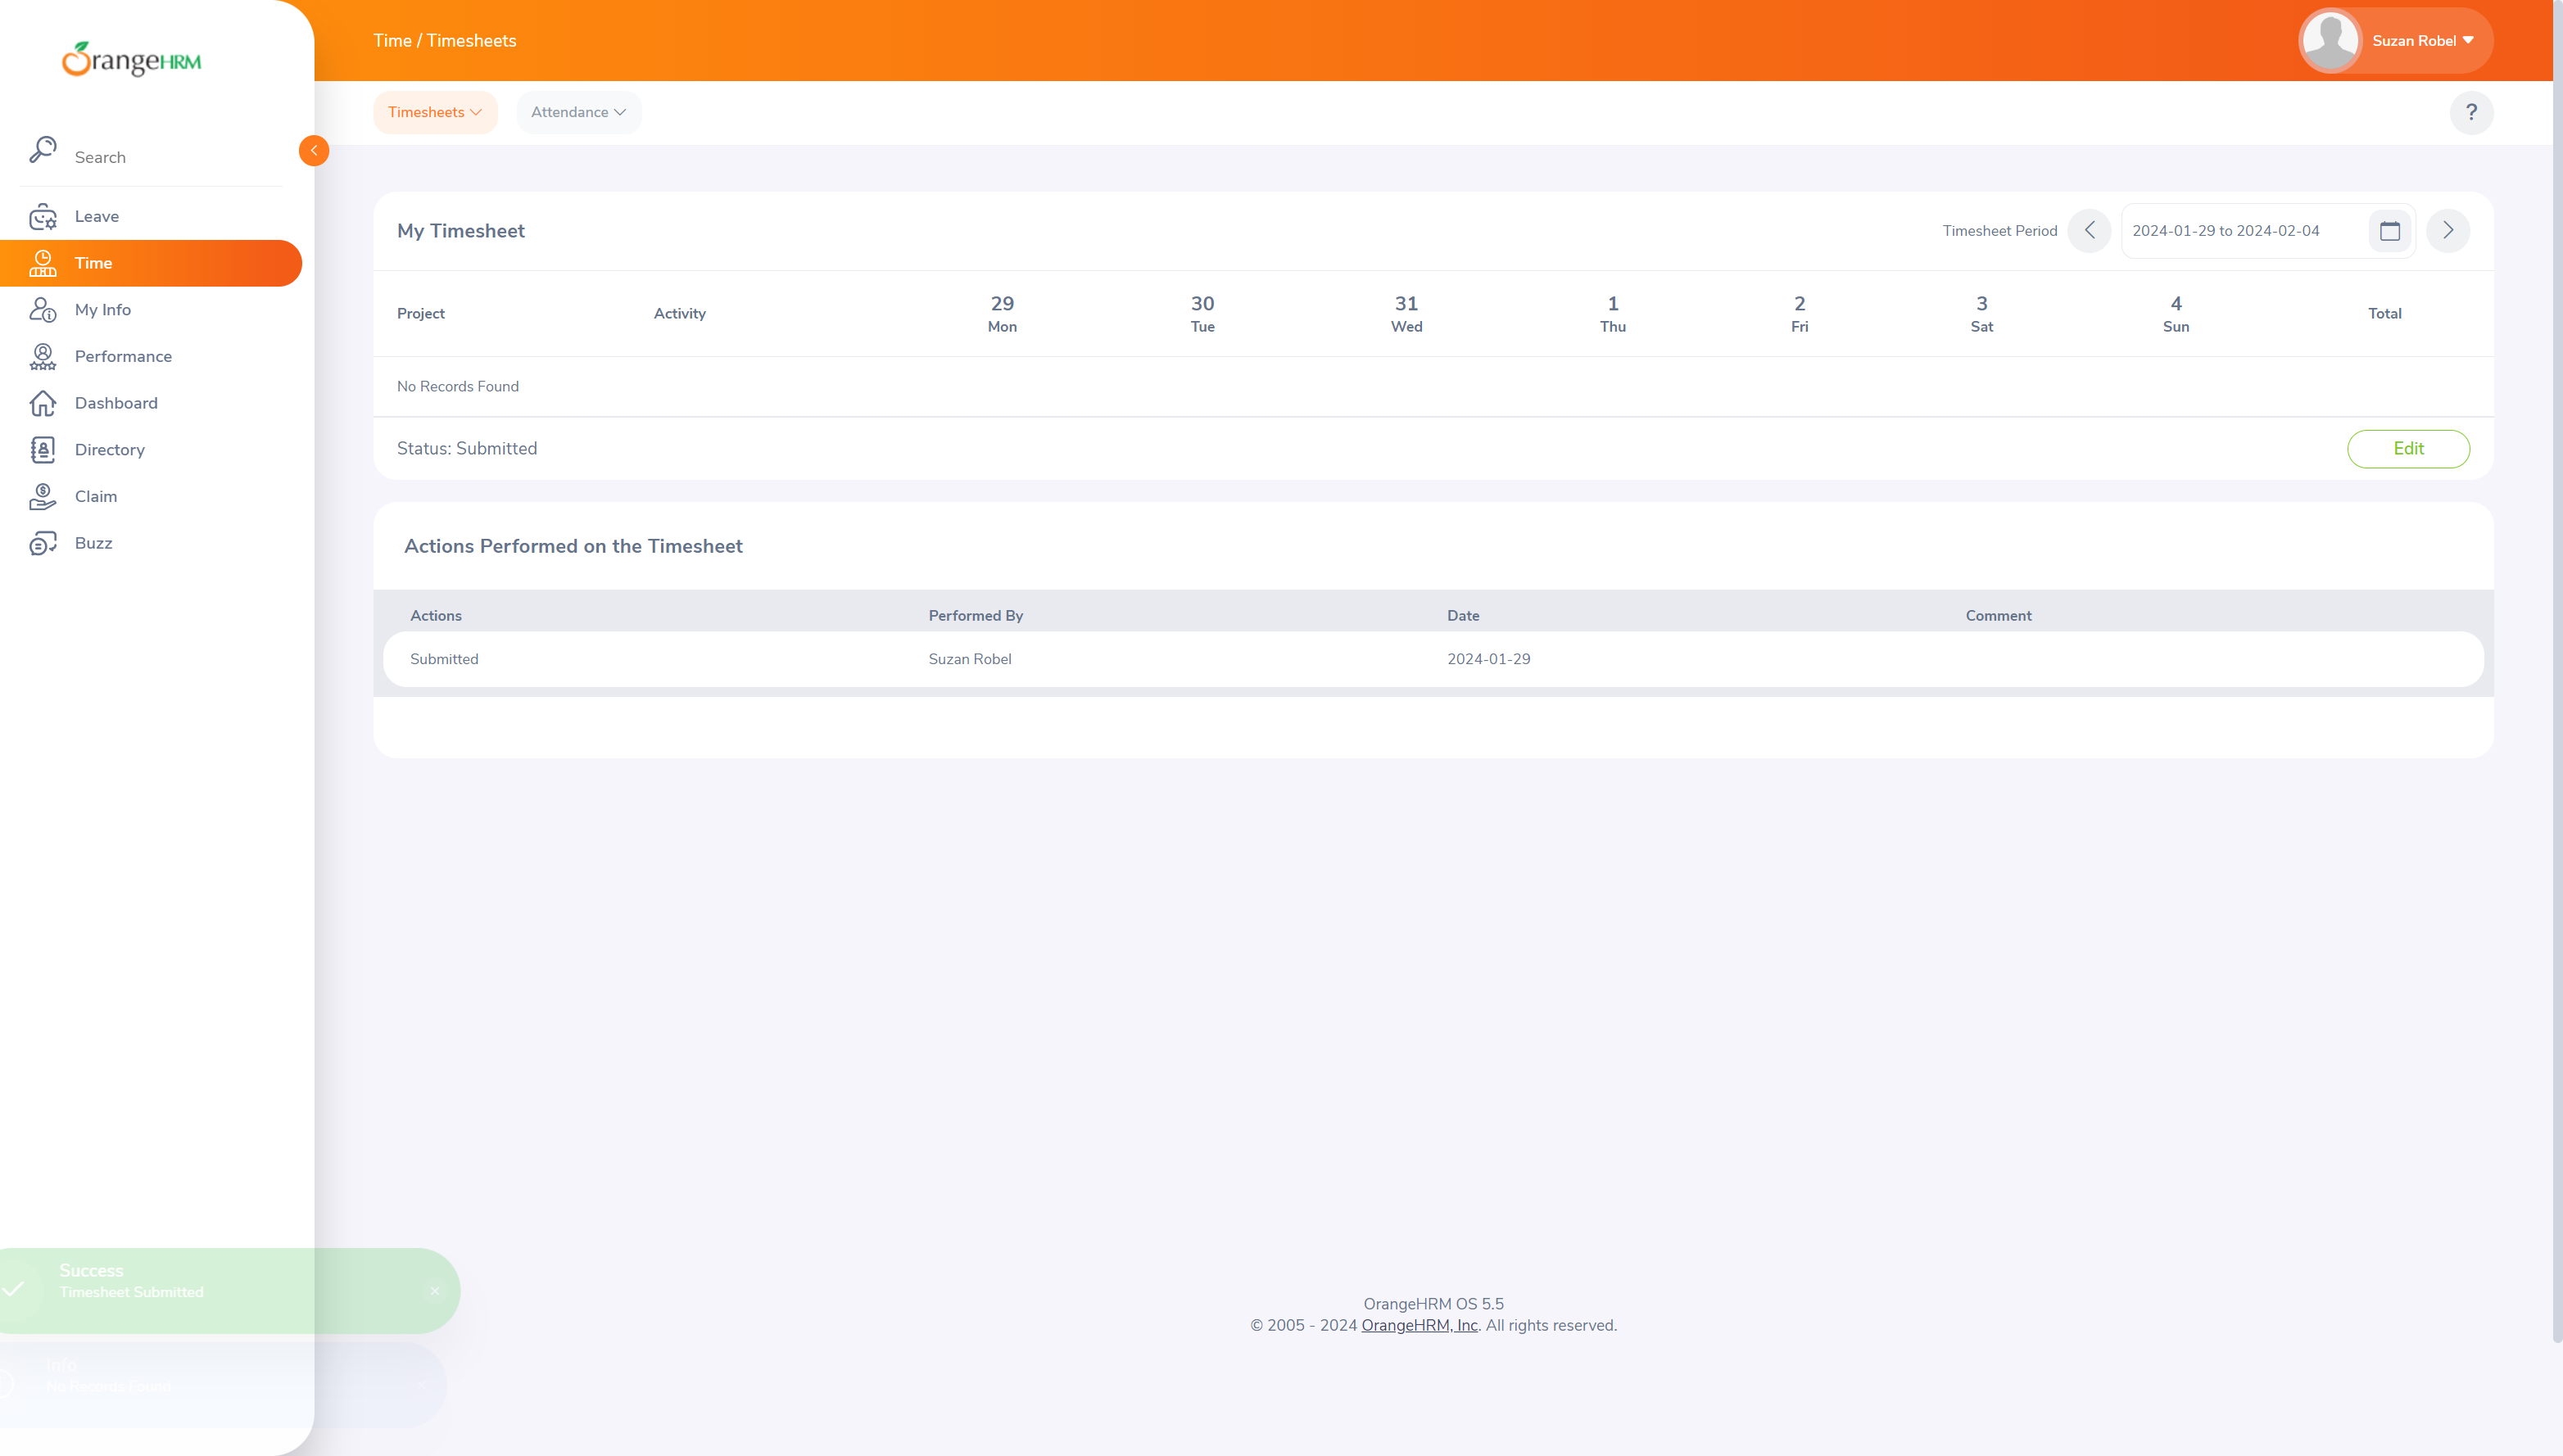 OrangeHRM
Time / Timesheets
Suzan Robel
Timesheets
Attendance
?
Search
Leave
Time
My Info
Performance
Dashboard
Directory
Claim
Buzz
My Timesheet
Timesheet Period
2024-01-29 to 2024-02-04
Project
Activity
29
Mon
30
Tue
31
Wed
1
Thu
2
Fri
3
Sat
4
Sun
Total
No Records Found
Status: Submitted
Edit
Actions Performed on the Timesheet
Actions
Performed By
Date
Comment
Submitted
Suzan Robel
2024-01-29
Success
Timesheet Submitted
Info
No Records Found
OrangeHRM OS 5.5
© 2005 - 2024 OrangeHRM, Inc. All rights reserved.